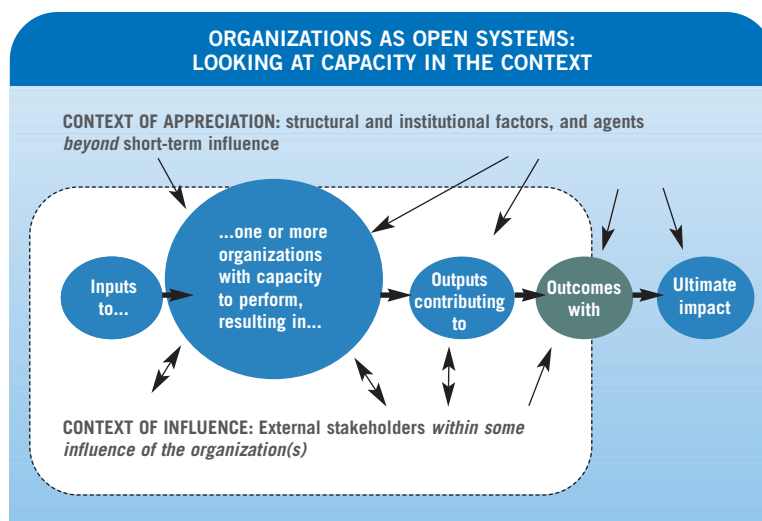 ORGANIZATIONS AS OPEN SYSTEMS:
LOOKING AT CAPACITY IN THE CONTEXT
CONTEXT OF APPRECIATION: structural and institutional factors, and agents
beyond short-term influence
Inputs
to...
...one or more
organizations
with capacity
to perform,
resulting in...
Outputs
contributing
to
Outcomes
with
Ultimate
impact
CONTEXT OF INFLUENCE: External stakeholders within some
influence of the organization(s)